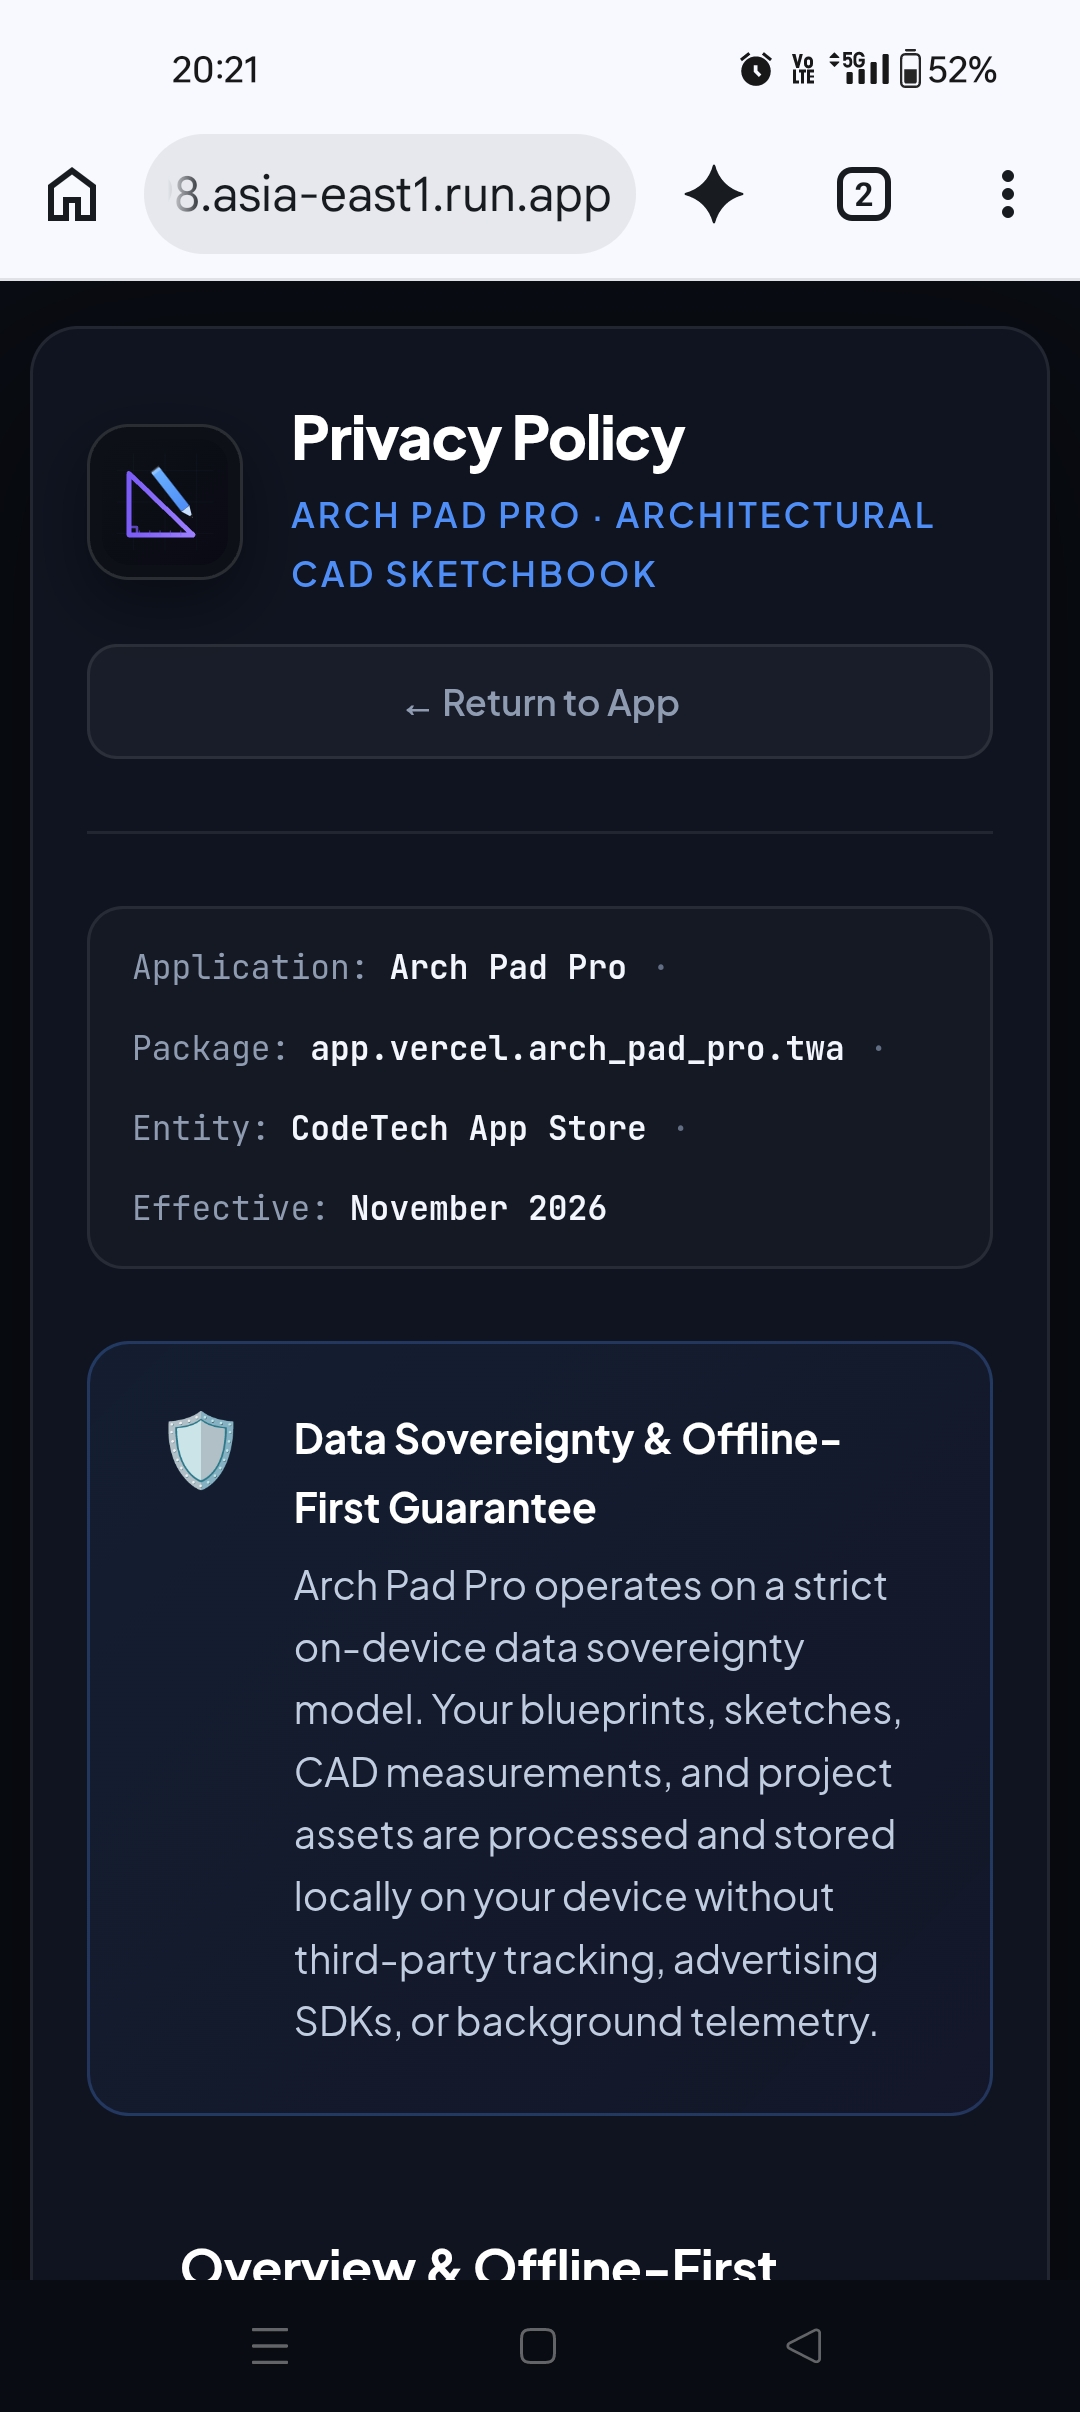 20:21
Vo LTE 5G 52%
8.asia-east1.run.app
2
Privacy Policy
ARCH PAD PRO · ARCHITECTURAL
CAD SKETCHBOOK
← Return to App
Application: Arch Pad Pro ·
Package: app.vercel.arch_pad_pro.twa ·
Entity: CodeTech App Store ·
Effective: November 2026
Data Sovereignty & Offline-
First Guarantee
Arch Pad Pro operates on a strict
on-device data sovereignty
model. Your blueprints, sketches,
CAD measurements, and project
assets are processed and stored
locally on your device without
third-party tracking, advertising
SDKs, or background telemetry.
Overview & Offline-First